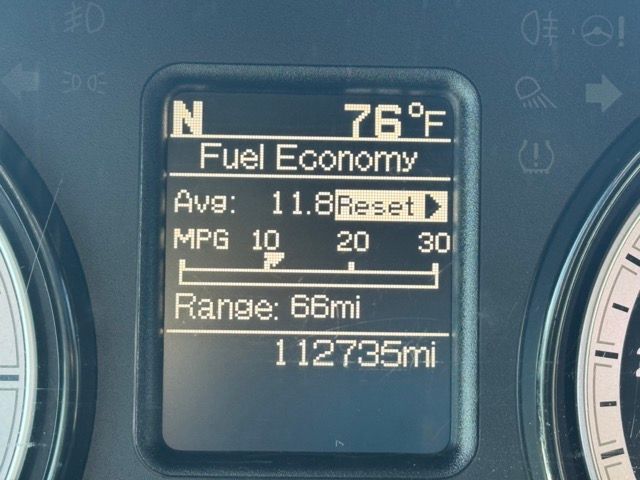 N 76°F
Fuel Economy
Avg: 11.8 Reset
MPG 10 20 30
Range: 66mi
112735mi